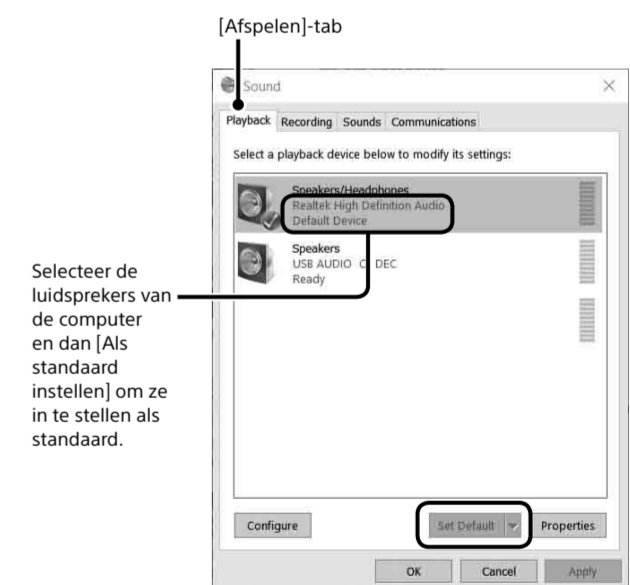 [Afspelen]-tab
Sound
Playback Recording Sounds Communications
Select a playback device below to modify its settings:
Speakers/Headphones
Realtek High Definition Audio
Default Device
Speakers
USB AUDIO DEC
Ready
Selecteer de
luidsprekers van
de computer
en dan [Als
standaard
instellen] om ze
in te stellen als
standaard.
Configure Set Default Properties
OK Cancel Apply